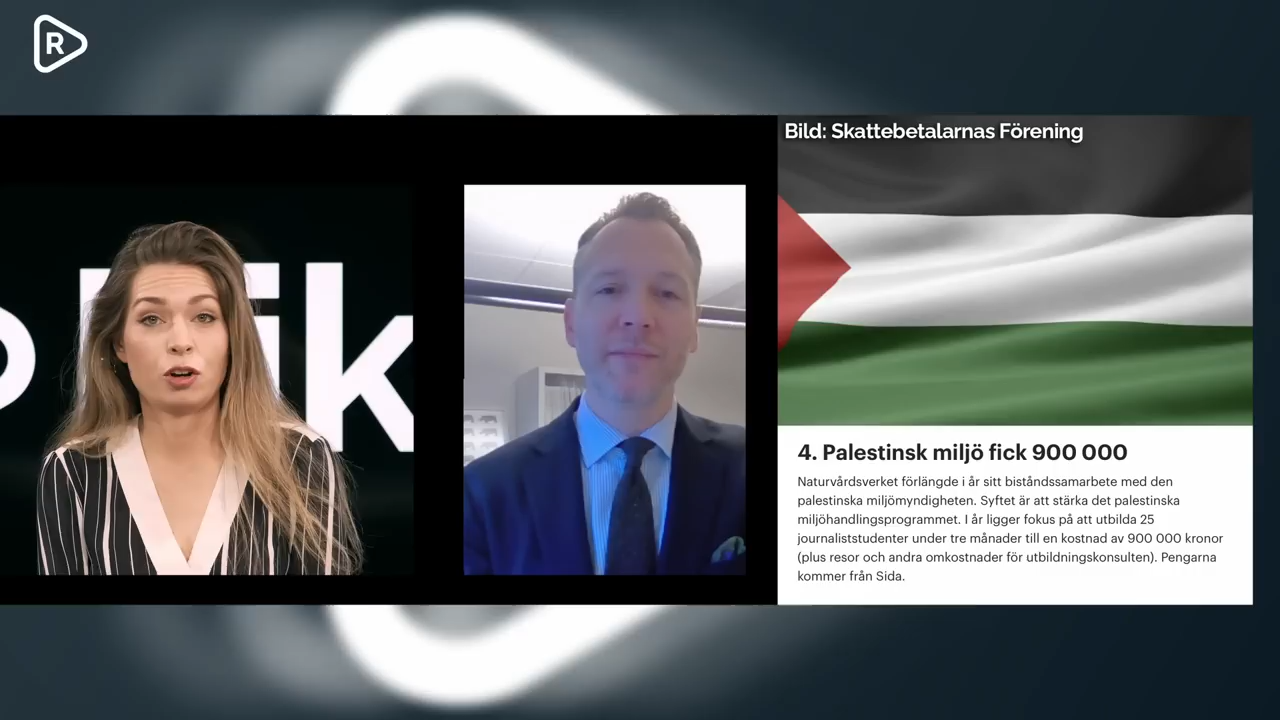 R
ik
Bild: Skattebetalarnas Förening
4. Palestinsk miljö fick 900 000
Naturvårdsverket förlängde i år sitt biståndssamarbete med den
palestinska miljömyndigheten. Syftet är att stärka det palestinska
miljöhandlingsprogrammet. I år ligger fokus på att utbilda 25
journaliststudenter under tre månader till en kostnad av 900 000 kronor
(plus resor och andra omkostnader för utbildningskonsulten). Pengarna
kommer från Sida.